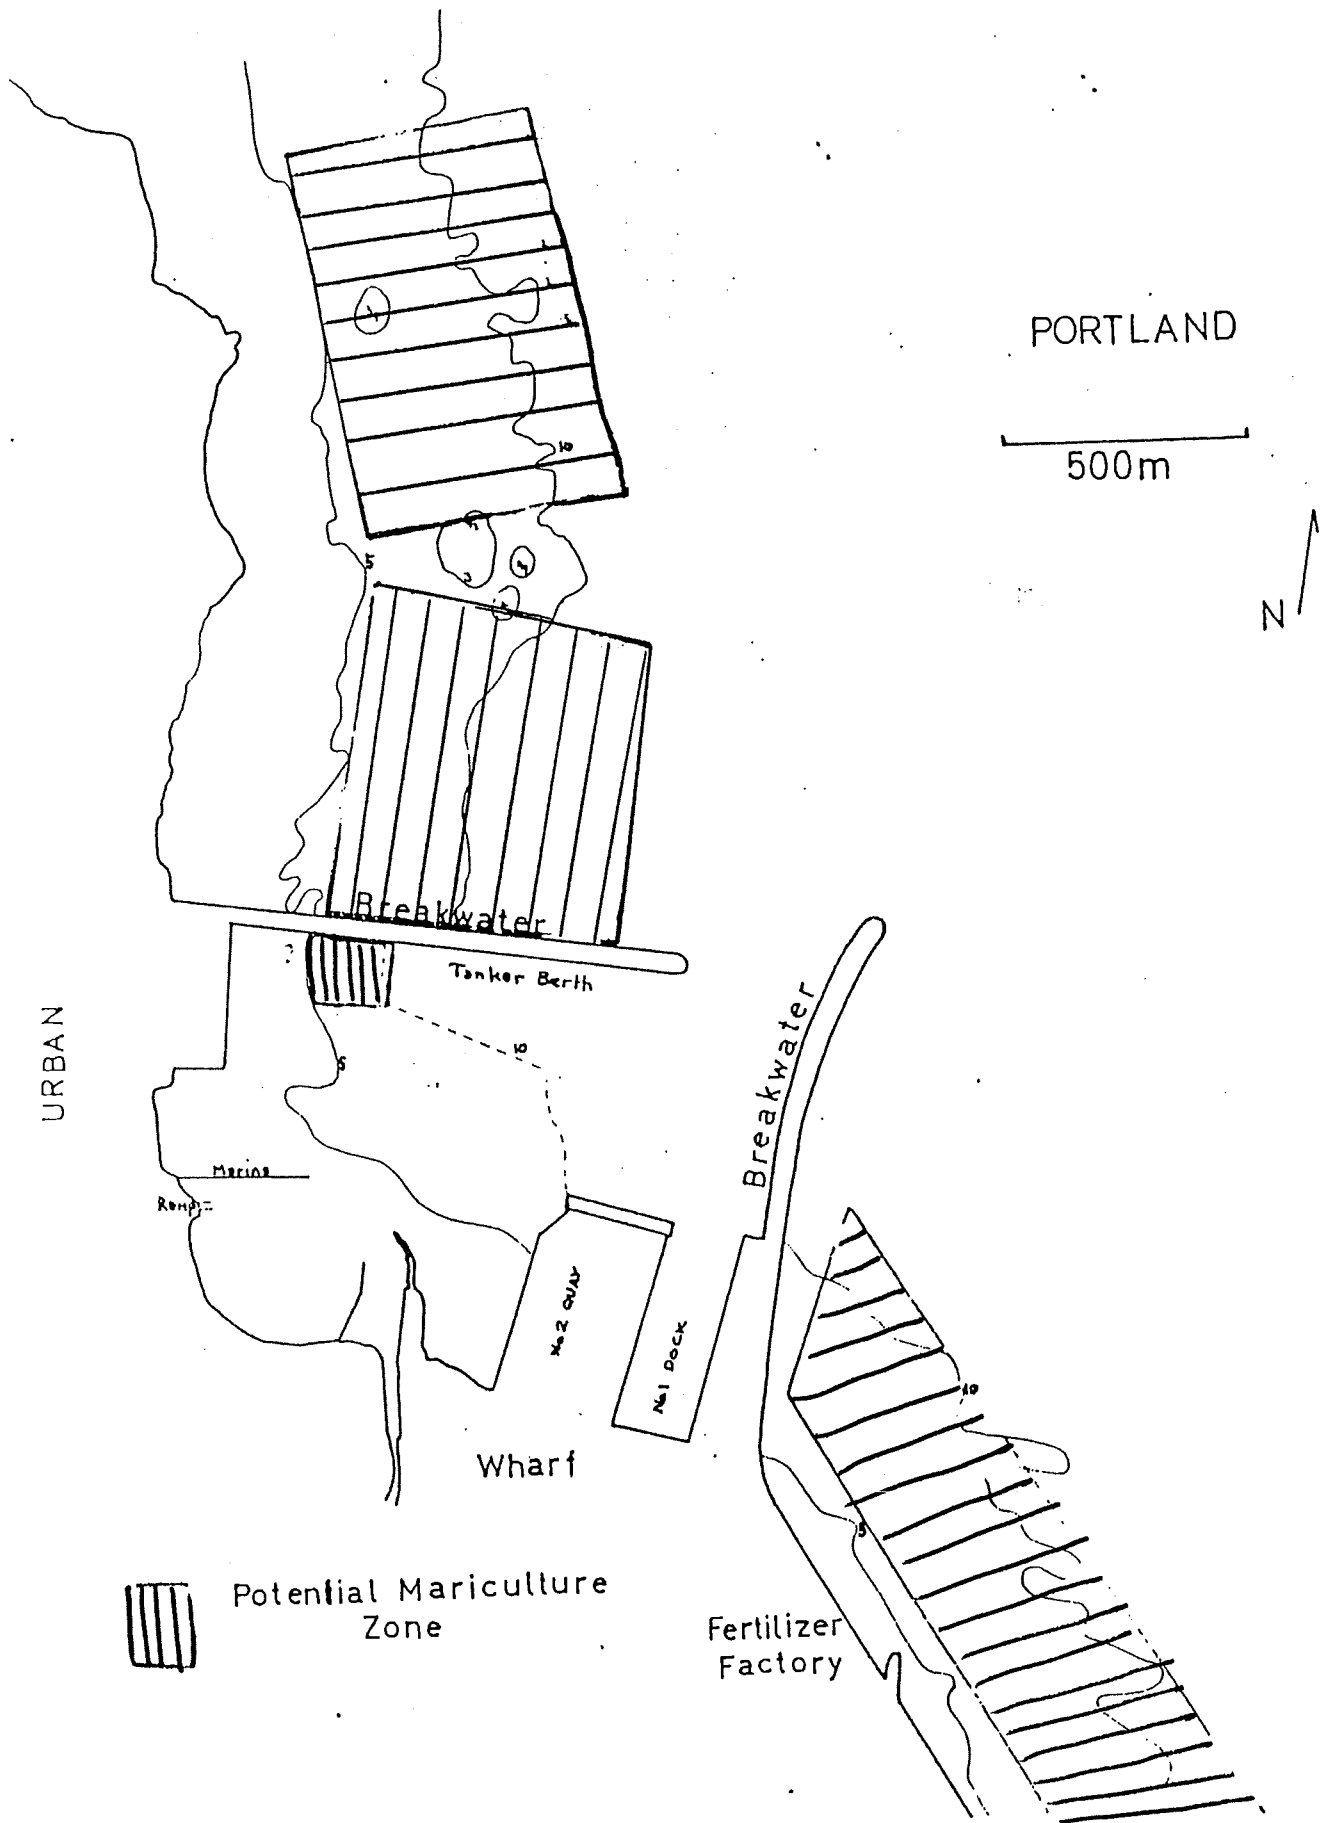 PORTLAND
10
500m
5
N
Breakwater
Tanker Berth
URBAN
10
5
Breakwater
Marina
Ramp
No 2 QUAY
No 1 DOCK
10
Wharf
5
Potential Mariculture
Zone
Fertilizer
Factory